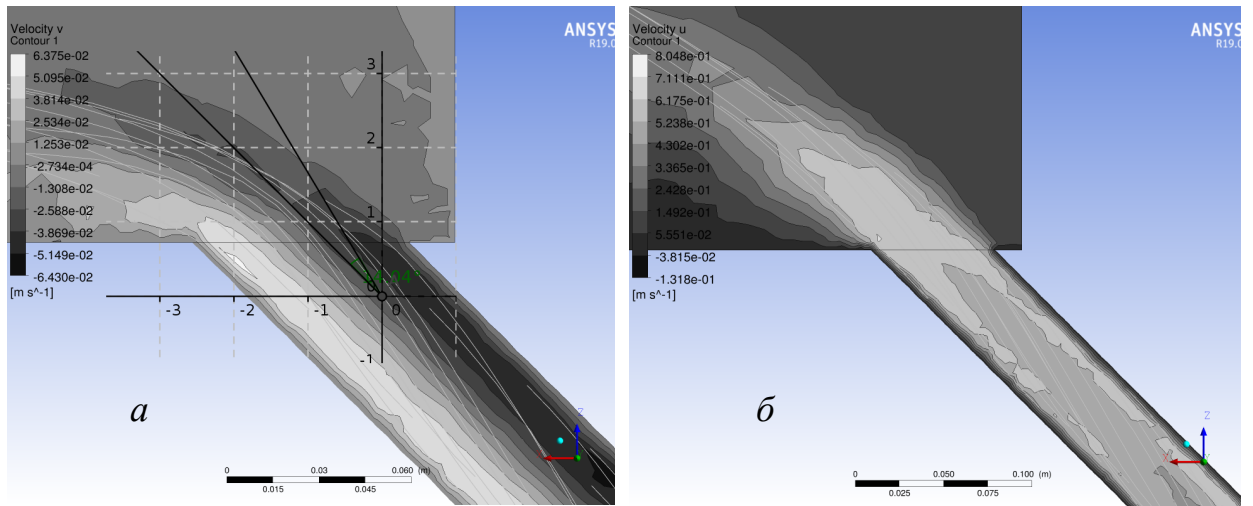 Velocity v
Contour 1
6.375e-02
5.095e-02
3.814e-02
2.534e-02
1.253e-02
-2.734e-04
-1.308e-02
-2.588e-02
-3.869e-02
-5.149e-02
-6.430e-02
[m s^-1]
ANSYS
R19.0
3
2
1
0
-3
-2
-1
0
-1
а
Z
0
0.03
0.060
(m)
0.015
0.045
Velocity u
Contour 1
8.048e-01
7.111e-01
6.175e-01
5.238e-01
4.302e-01
3.365e-01
2.428e-01
1.492e-01
5.551e-02
-3.815e-02
-1.318e-01
[m s^-1]
ANSYS
R19.0
б
Z
X
Y
0
0.050
0.100
(m)
0.025
0.075